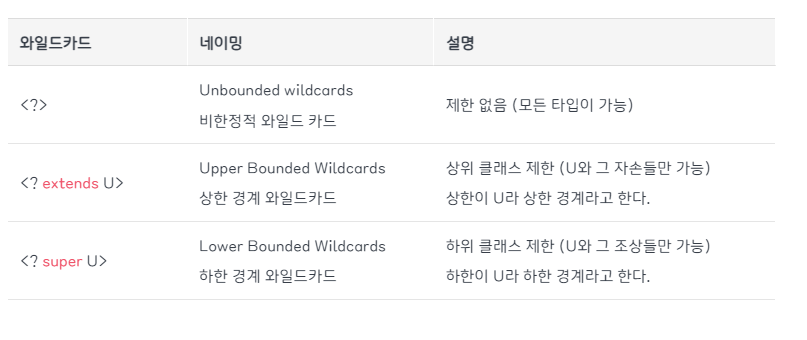 와일드카드 네이밍 설명
<?>
Unbounded wildcards
비한정적 와일드 카드
제한 없음 (모든 타입이 가능)
<? extends U>
Upper Bounded Wildcards
상한 경계 와일드카드
상위 클래스 제한 (U와 그 자손들만 가능)
상한이 U라 상한 경계라고 한다.
<? super U>
Lower Bounded Wildcards
하한 경계 와일드카드
하위 클래스 제한 (U와 그 조상들만 가능)
하한이 U라 하한 경계라고 한다.